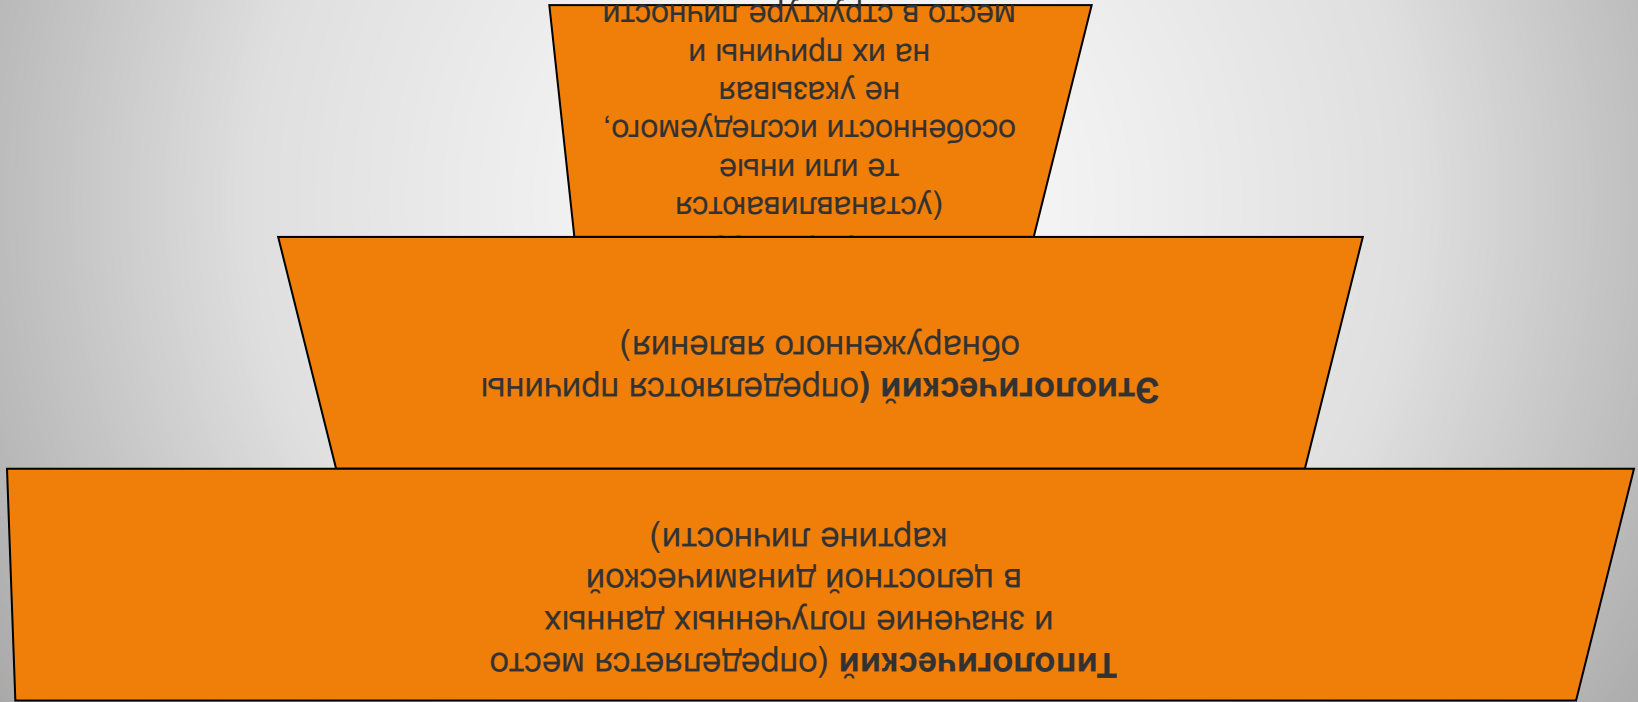 Типологический (определяется место
и значение полученных данных
в целостной динамической
картине личности)
Этиологический (определяются причины
обнаруженного явления)
(устанавливаются
те или иные
особенности исследуемого,
не указывая
на их причины и
место в структуре личности